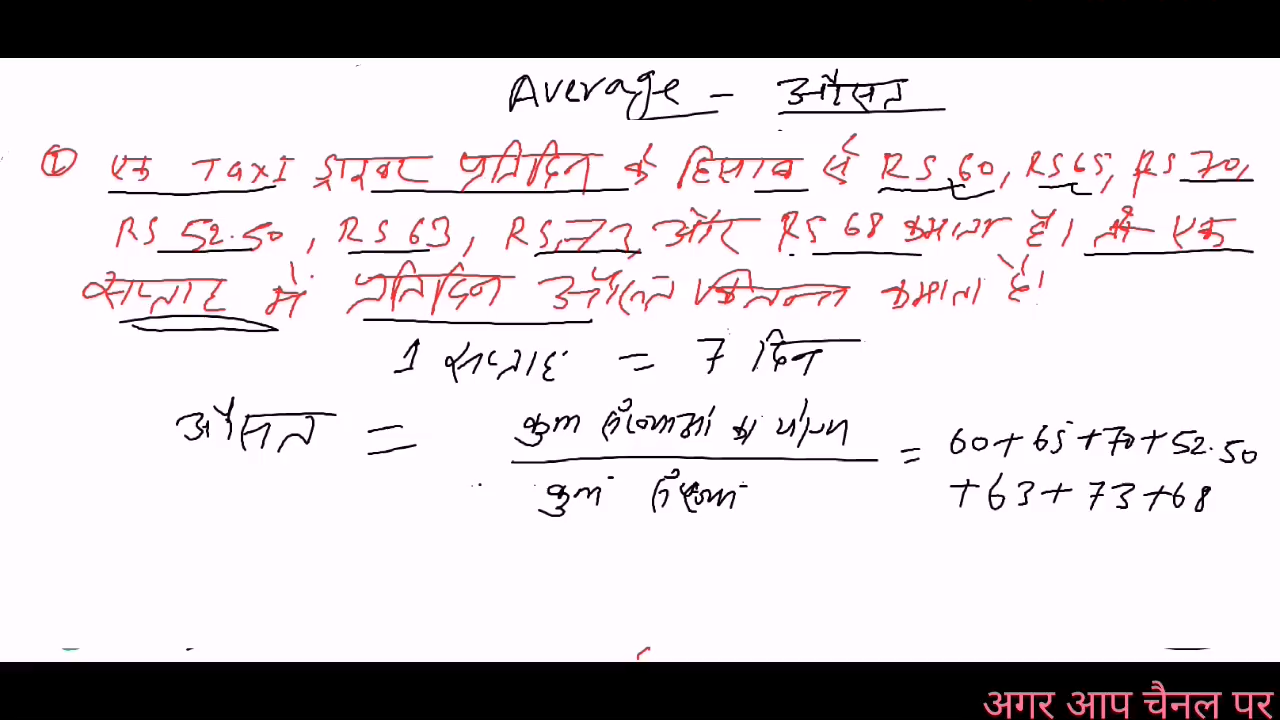 Average - औसत
① एक Taxi ड्राइवर प्रतिदिन के हिसाब से RS 60, RS 65, RS 70,
RS 52.50, RS 63, RS 73 और RS 68 कमाता है। तो एक
सप्ताह में प्रतिदिन औसत कितना कमाता है।
1 सप्ताह = 7 दिन
औसत = कुल संख्याओं का योगफल / कुल संख्या = 60 + 65 + 70 + 52.50
+ 63 + 73 + 68
अगर आप चैनल पर